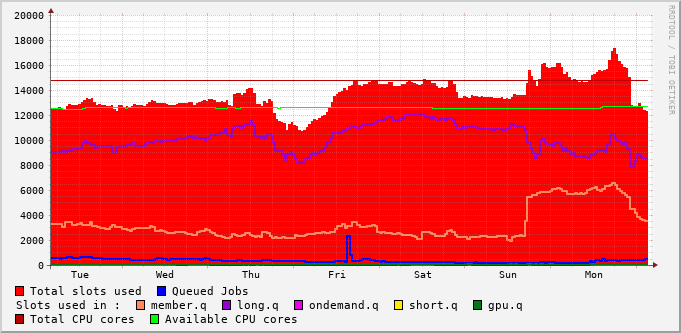 20000
18000
16000
14000
12000
10000
8000
6000
4000
2000
0
Tue Wed Thu Fri Sat Sun Mon
RRDTOOL / TOBI OETIKER
Total slots used Queued Jobs
Slots used in : member.q long.q ondemand.q short.q gpu.q
Total CPU cores Available CPU cores